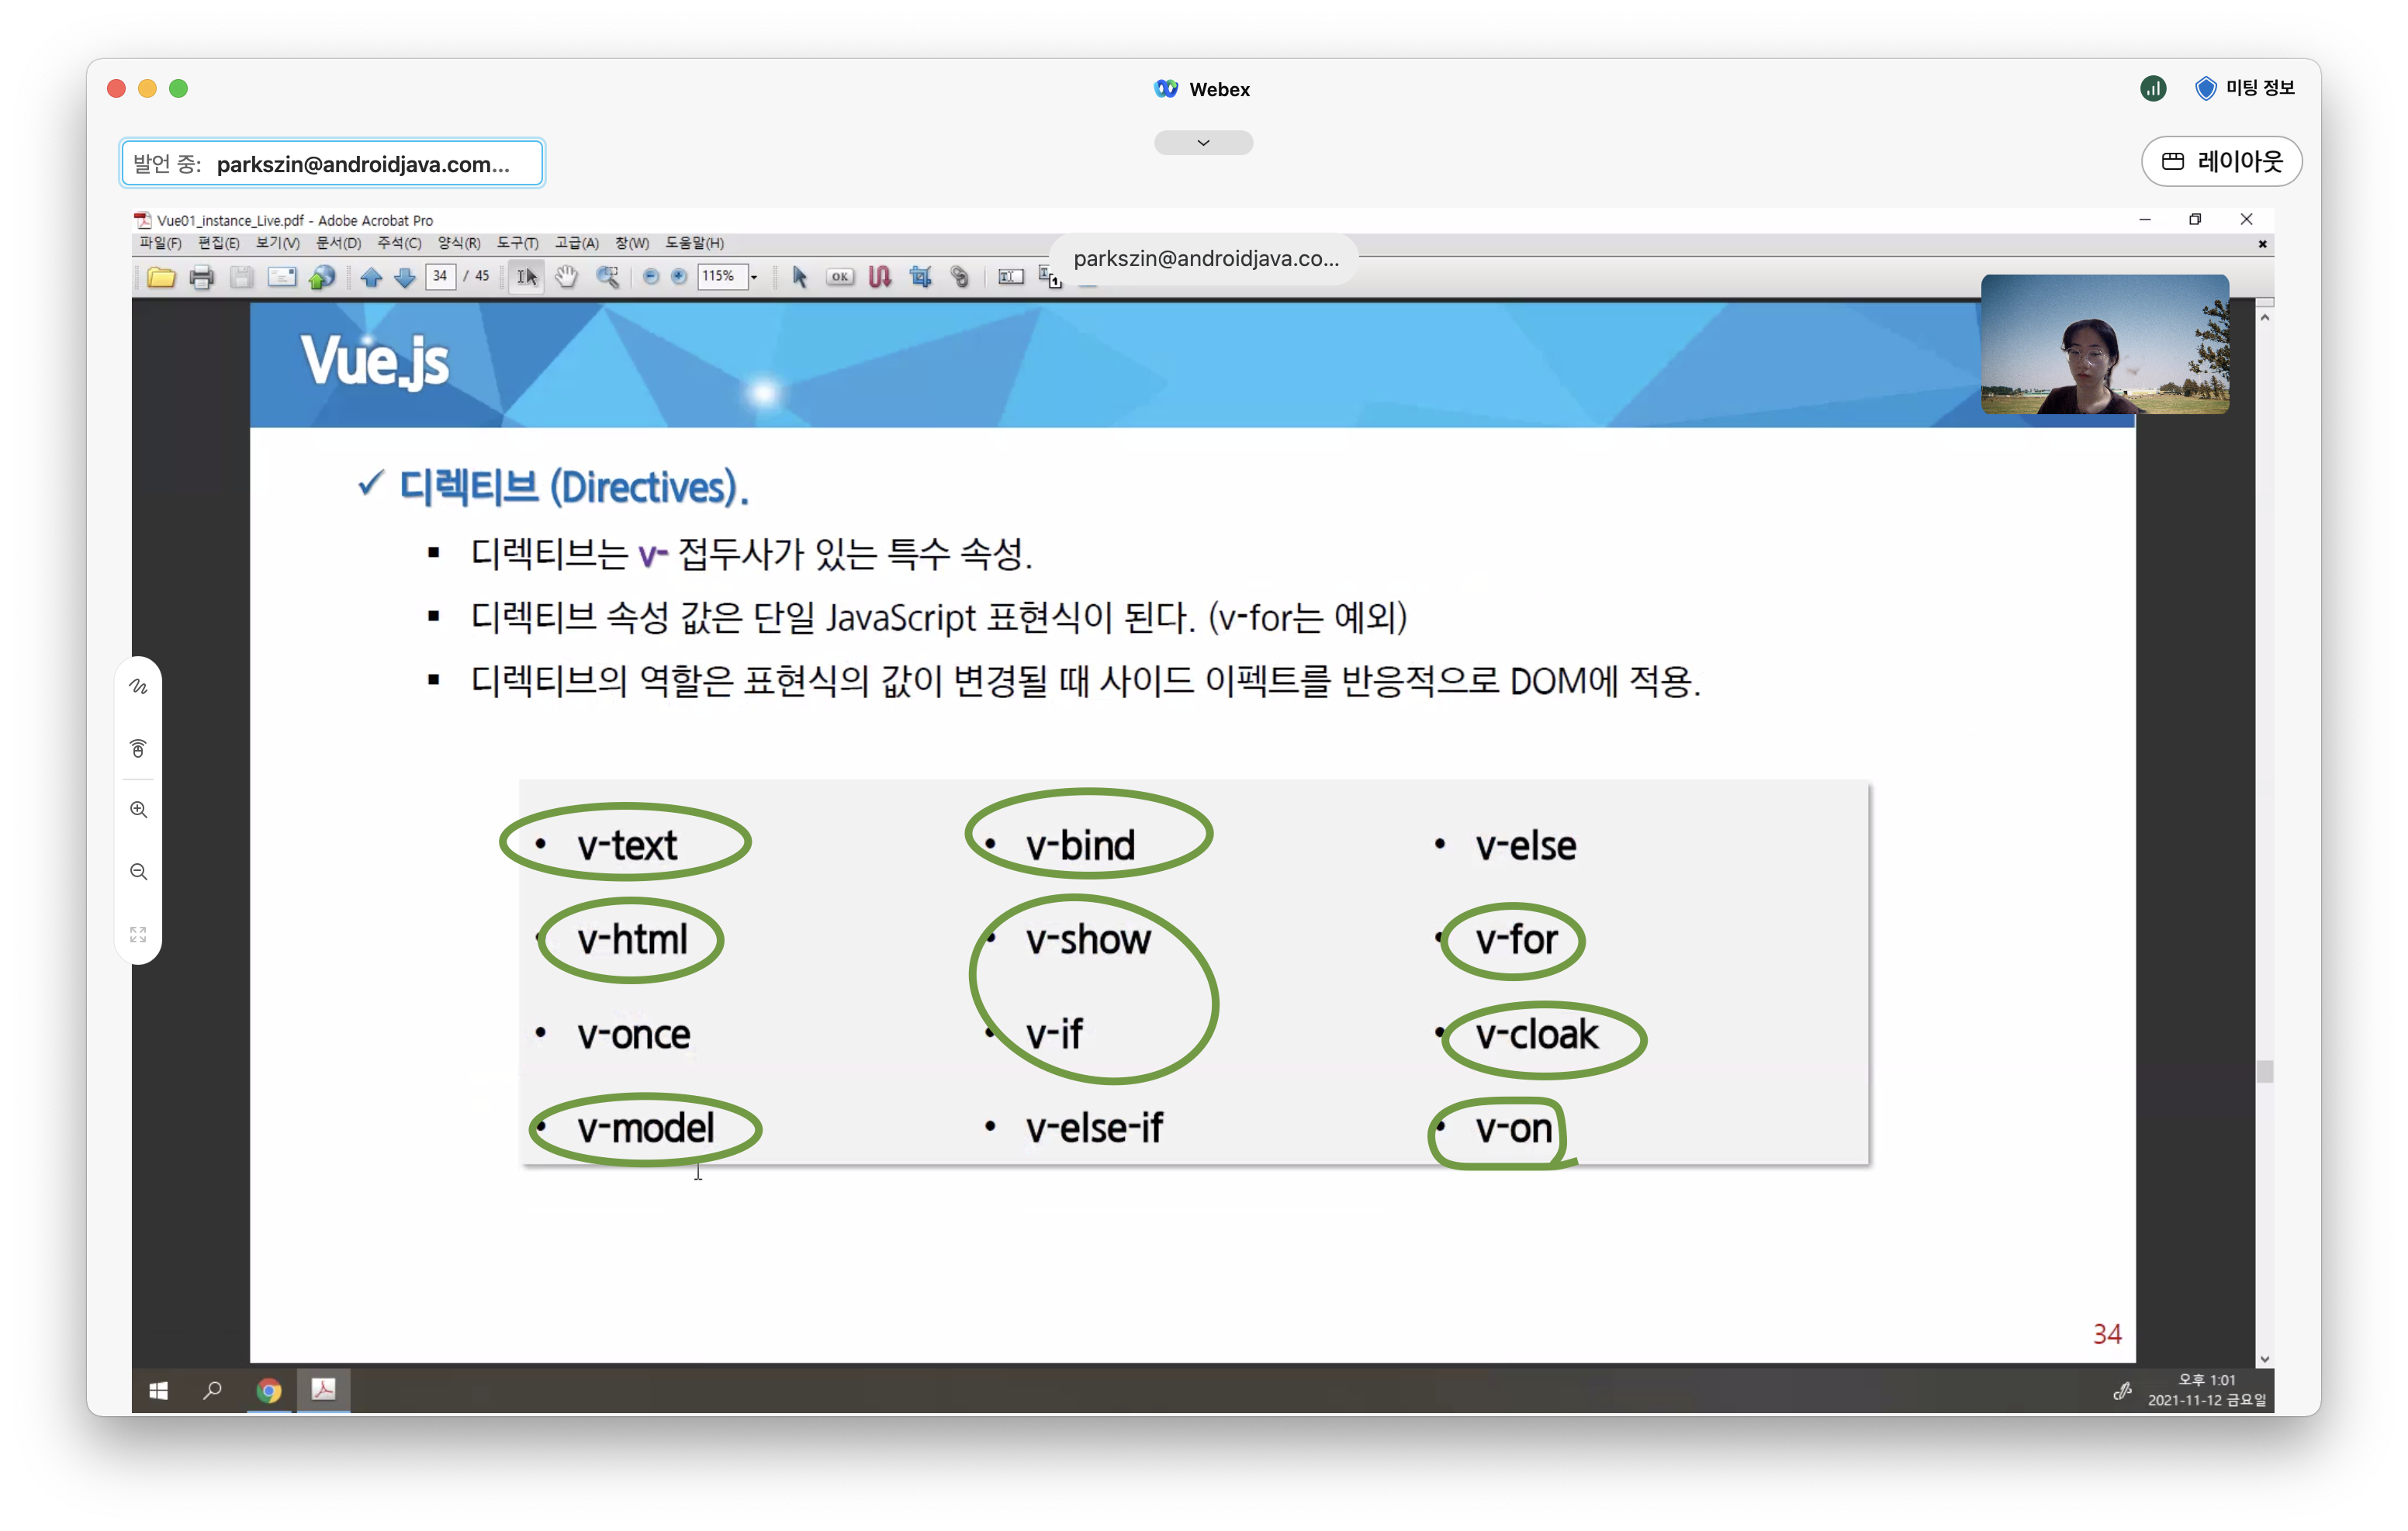 Webex
미팅 정보
발언 중: parkszin@androidjava.com...
레이아웃
Vue01_instance_Live.pdf - Adobe Acrobat Pro
파일(F) 편집(E) 보기(V) 문서(D) 주석(C) 양식(R) 도구(T) 고급(A) 창(W) 도움말(H)
parkszin@androidjava.co...
34 / 45
115%
OK
Vue.js
✓ 디렉티브 (Directives).
▪ 디렉티브는 v- 접두사가 있는 특수 속성.
▪ 디렉티브 속성 값은 단일 JavaScript 표현식이 된다. (v-for는 예외)
▪ 디렉티브의 역할은 표현식의 값이 변경될 때 사이드 이펙트를 반응적으로 DOM에 적용.
• v-text
• v-html
• v-once
• v-model
• v-bind
• v-show
• v-if
• v-else-if
• v-else
• v-for
• v-cloak
• v-on
34
오후 1:01
2021-11-12 금요일